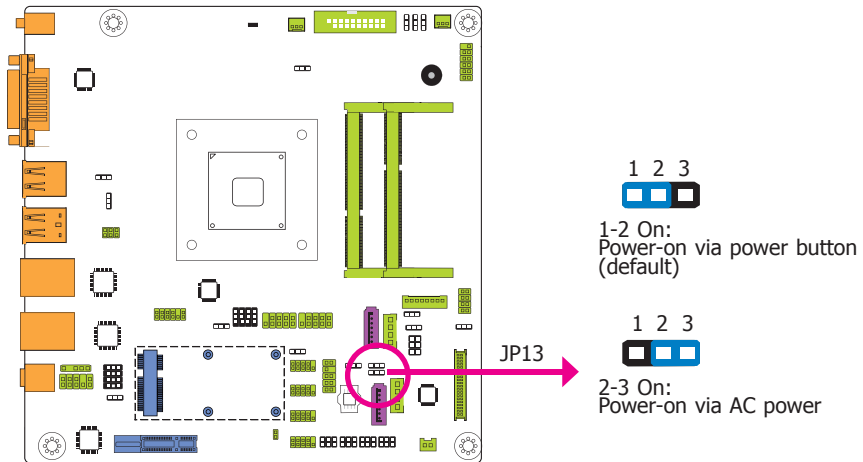 1 2 3
1-2 On:
Power-on via power button
(default)
JP13
1 2 3
2-3 On:
Power-on via AC power